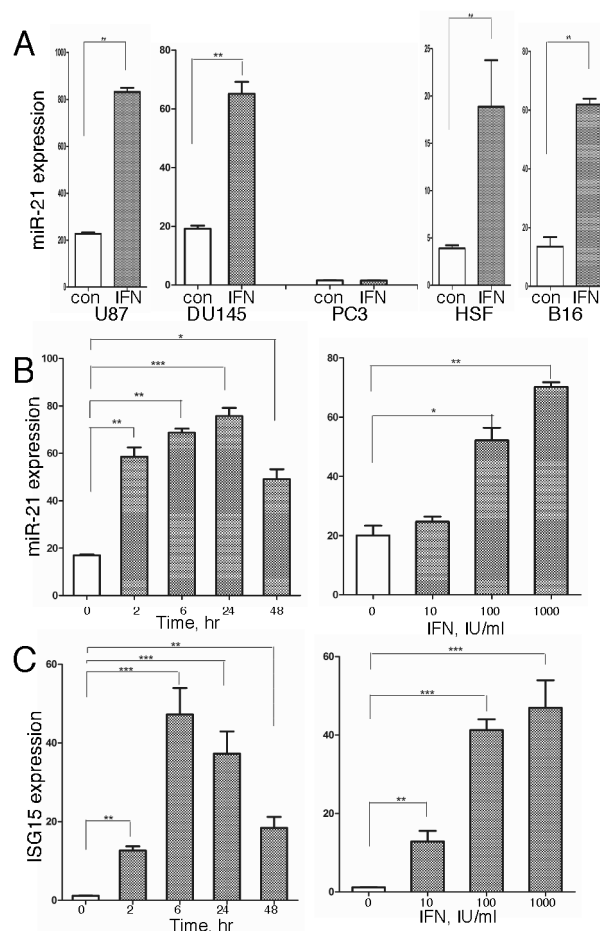 A
miR-21 expression
1000
800
600
400
200
0
con IFN
U87
**
80
60
40
20
0
con IFN
DU145
con IFN
PC3
25
20
15
10
5
0
con IFN
HSF
80
60
40
20
0
con IFN
B16
B
miR-21 expression
100
80
60
40
20
0
*
***
**
**
0 2 6 24 48
Time, hr
80
60
40
20
0
**
*
0 10 100 1000
IFN, IU/ml
C
ISG15 expression
60
40
20
0
**
***
***
**
0 2 6 24 48
Time, hr
60
40
20
0
***
***
**
0 10 100 1000
IFN, IU/ml